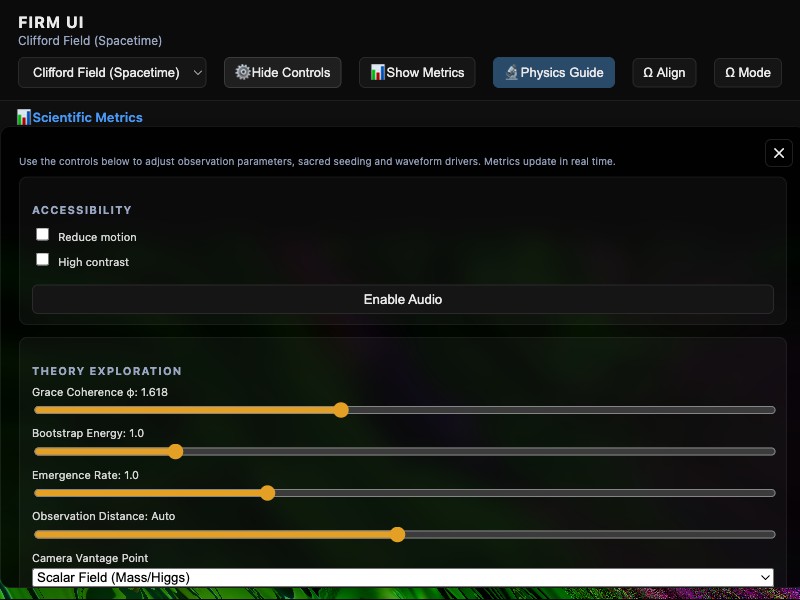 FIRM UI
Clifford Field (Spacetime)
Clifford Field (Spacetime) Hide Controls Show Metrics Physics Guide Ω Align Ω Mode
Scientific Metrics
Use the controls below to adjust observation parameters, sacred seeding and waveform drivers. Metrics update in real time.
ACCESSIBILITY
Reduce motion
High contrast
Enable Audio
THEORY EXPLORATION
Grace Coherence φ: 1.618
Bootstrap Energy: 1.0
Emergence Rate: 1.0
Observation Distance: Auto
Camera Vantage Point
Scalar Field (Mass/Higgs)